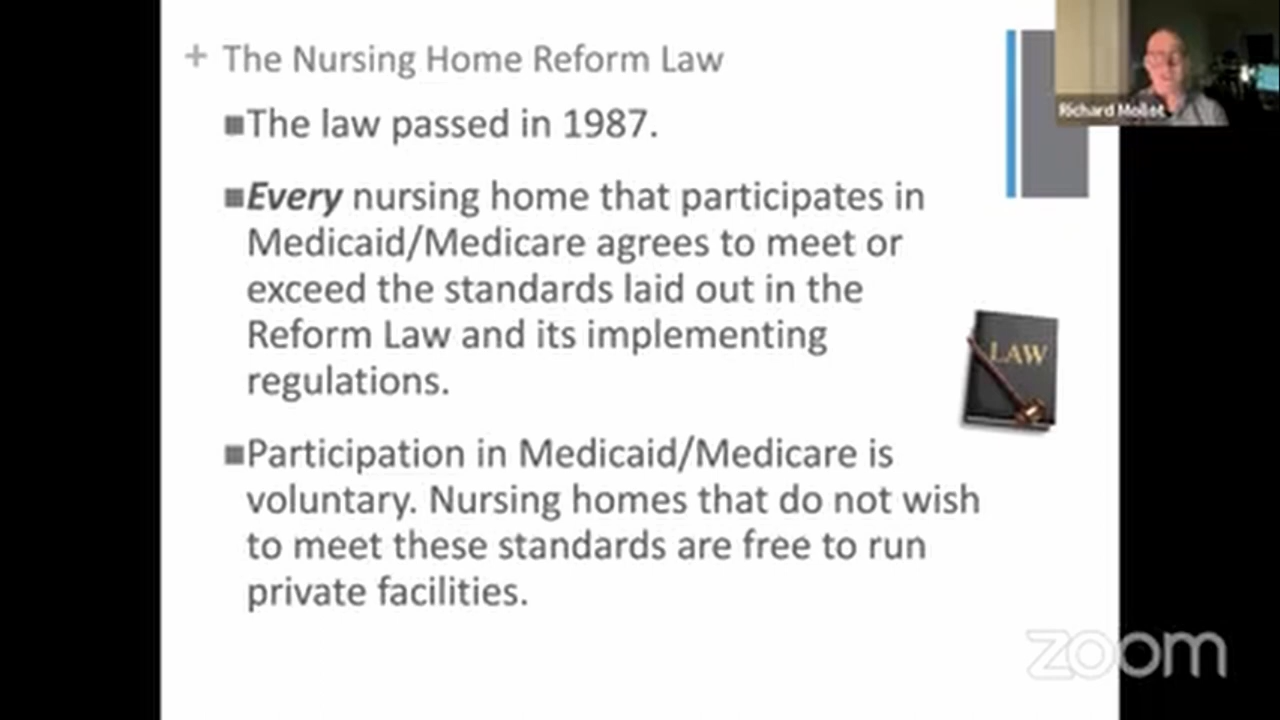 + The Nursing Home Reform Law
Richard Mollot
■The law passed in 1987.
■Every nursing home that participates in
Medicaid/Medicare agrees to meet or
exceed the standards laid out in the
Reform Law and its implementing
regulations.
LAW
■Participation in Medicaid/Medicare is
voluntary. Nursing homes that do not wish
to meet these standards are free to run
private facilities.
zoom